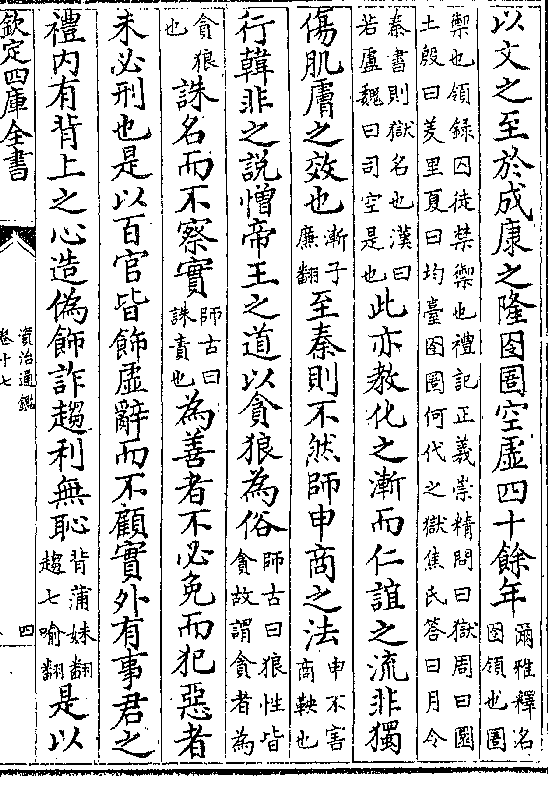 以文之至於成康之隆囹圄空虛四十餘年爾雅釋名囹領也圄
禦也領錄囚徒禁禦也禮記正義崇精問曰獄周曰圜
土殷曰羑里夏曰均臺囹圄何代之獄焦氏答曰月令
秦書則獄名也漢曰若盧魏曰司空是也此亦教化之漸而仁誼之流非獨
傷肌膚之效也漸子廉翻至秦則不然師申商之法申不害商鞅也
行韓非之說憎帝王之道以貪狼為俗師古曰狼性皆貪故謂貪者為
貪狼也誅名而不察實師古曰誅責也為善者不必免而犯惡者
未必刑也是以百官皆飾虛辭而不顧實外有事君之
禮內有背上之心造偽飾詐趨利無恥背蒲妹翻趨七喻翻是以
欽定四庫全書
資治通鑑
卷十七
四